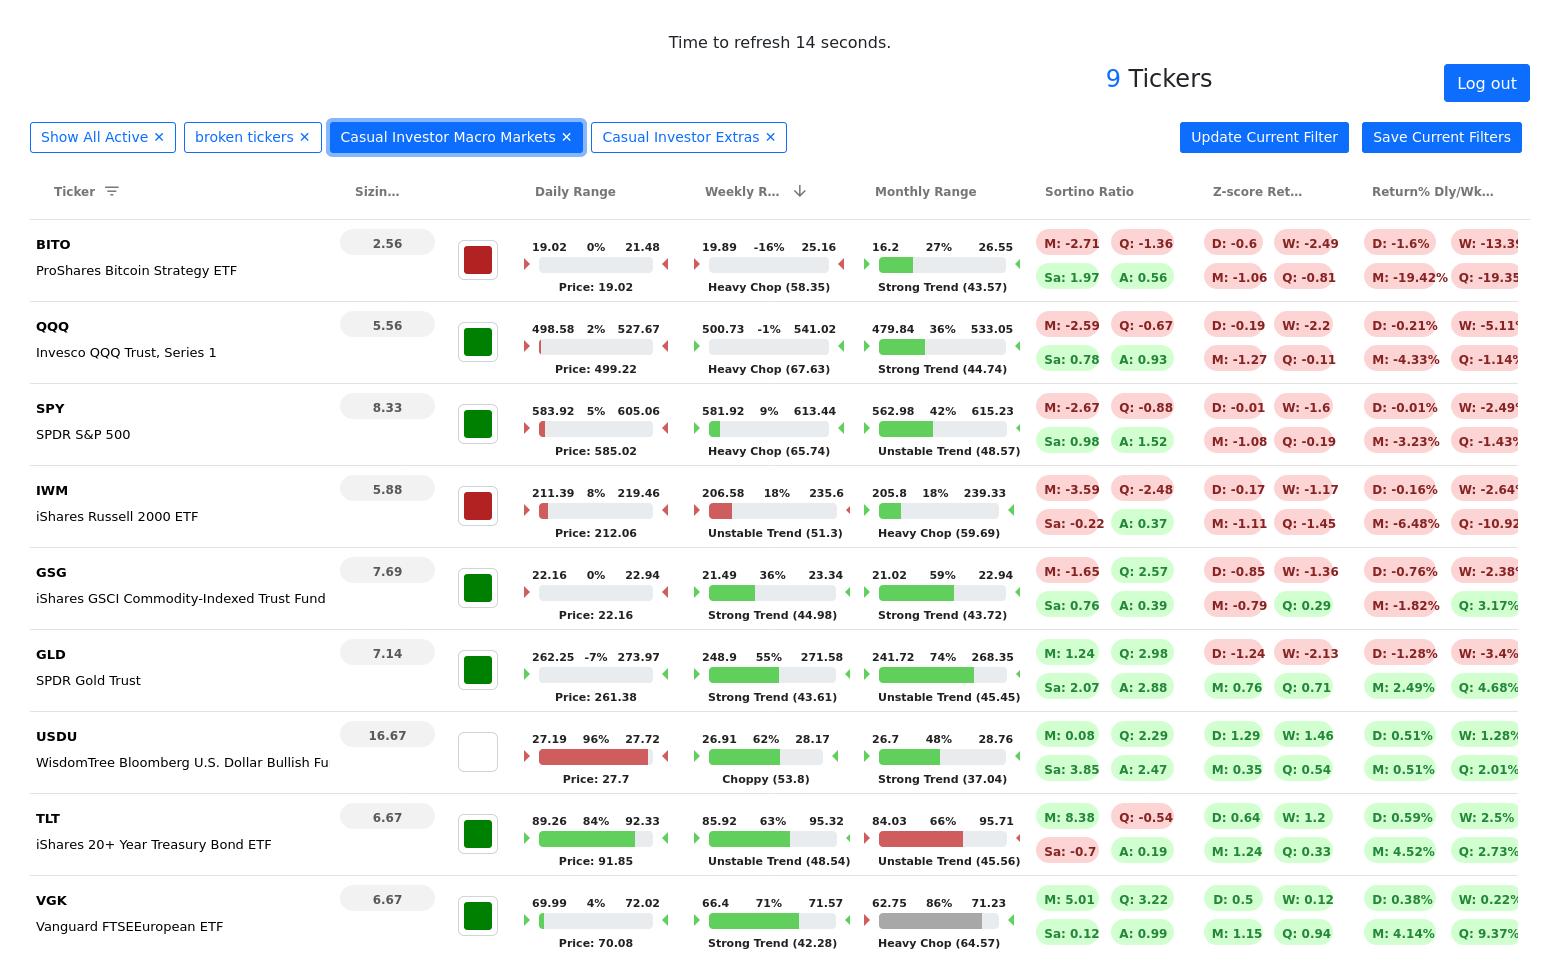 Time to refresh 14 seconds.
9 Tickers
Log out
Show All Active ✕ broken tickers ✕ Casual Investor Macro Markets ✕ Casual Investor Extras ✕ Update Current Filter Save Current Filters
Ticker Sizin… Daily Range Weekly R… Monthly Range Sortino Ratio Z-score Ret… Return% Dly/Wk…
BITO 2.56 19.02 0% 21.48 19.89 -16% 25.16 16.2 27% 26.55 M: -2.71 Q: -1.36 D: -0.6 W: -2.49 D: -1.6% W: -13.39
ProShares Bitcoin Strategy ETF Sa: 1.97 A: 0.56 M: -1.06 Q: -0.81 M: -19.42% Q: -19.35
Price: 19.02 Heavy Chop (58.35) Strong Trend (43.57)
QQQ 5.56 498.58 2% 527.67 500.73 -1% 541.02 479.84 36% 533.05 M: -2.59 Q: -0.67 D: -0.19 W: -2.2 D: -0.21% W: -5.11%
Invesco QQQ Trust, Series 1 Sa: 0.78 A: 0.93 M: -1.27 Q: -0.11 M: -4.33% Q: -1.14%
Price: 499.22 Heavy Chop (67.63) Strong Trend (44.74)
SPY 8.33 583.92 5% 605.06 581.92 9% 613.44 562.98 42% 615.23 M: -2.67 Q: -0.88 D: -0.01 W: -1.6 D: -0.01% W: -2.49%
SPDR S&P 500 Sa: 0.98 A: 1.52 M: -1.08 Q: -0.19 M: -3.23% Q: -1.43%
Price: 585.02 Heavy Chop (65.74) Unstable Trend (48.57)
IWM 5.88 211.39 8% 219.46 206.58 18% 235.6 205.8 18% 239.33 M: -3.59 Q: -2.48 D: -0.17 W: -1.17 D: -0.16% W: -2.64%
iShares Russell 2000 ETF Sa: -0.22 A: 0.37 M: -1.11 Q: -1.45 M: -6.48% Q: -10.92
Price: 212.06 Unstable Trend (51.3) Heavy Chop (59.69)
GSG 7.69 22.16 0% 22.94 21.49 36% 23.34 21.02 59% 22.94 M: -1.65 Q: 2.57 D: -0.85 W: -1.36 D: -0.76% W: -2.38%
iShares GSCI Commodity-Indexed Trust Fund Sa: 0.76 A: 0.39 M: -0.79 Q: 0.29 M: -1.82% Q: 3.17%
Price: 22.16 Strong Trend (44.98) Strong Trend (43.72)
GLD 7.14 262.25 -7% 273.97 248.9 55% 271.58 241.72 74% 268.35 M: 1.24 Q: 2.98 D: -1.24 W: -2.13 D: -1.28% W: -3.4%
SPDR Gold Trust Sa: 2.07 A: 2.88 M: 0.76 Q: 0.71 M: 2.49% Q: 4.68%
Price: 261.38 Strong Trend (43.61) Unstable Trend (45.45)
USDU 16.67 27.19 96% 27.72 26.91 62% 28.17 26.7 48% 28.76 M: 0.08 Q: 2.29 D: 1.29 W: 1.46 D: 0.51% W: 1.28%
WisdomTree Bloomberg U.S. Dollar Bullish Fu Sa: 3.85 A: 2.47 M: 0.35 Q: 0.54 M: 0.51% Q: 2.01%
Price: 27.7 Choppy (53.8) Strong Trend (37.04)
TLT 6.67 89.26 84% 92.33 85.92 63% 95.32 84.03 66% 95.71 M: 8.38 Q: -0.54 D: 0.64 W: 1.2 D: 0.59% W: 2.5%
iShares 20+ Year Treasury Bond ETF Sa: -0.7 A: 0.19 M: 1.24 Q: 0.33 M: 4.52% Q: 2.73%
Price: 91.85 Unstable Trend (48.54) Unstable Trend (45.56)
VGK 6.67 69.99 4% 72.02 66.4 71% 71.57 62.75 86% 71.23 M: 5.01 Q: 3.22 D: 0.5 W: 0.12 D: 0.38% W: 0.22%
Vanguard FTSEEuropean ETF Sa: 0.12 A: 0.99 M: 1.15 Q: 0.94 M: 4.14% Q: 9.37%
Price: 70.08 Strong Trend (42.28) Heavy Chop (64.57)